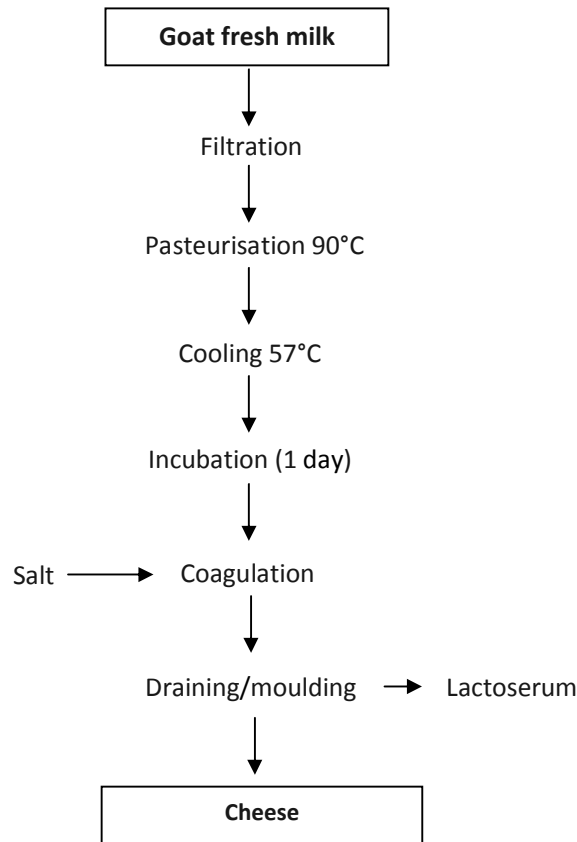 Goat fresh milk
Filtration
Pasteurisation 90°C
Cooling 57°C
Incubation (1 day)
Salt Coagulation
Draining/moulding Lactoserum
Cheese